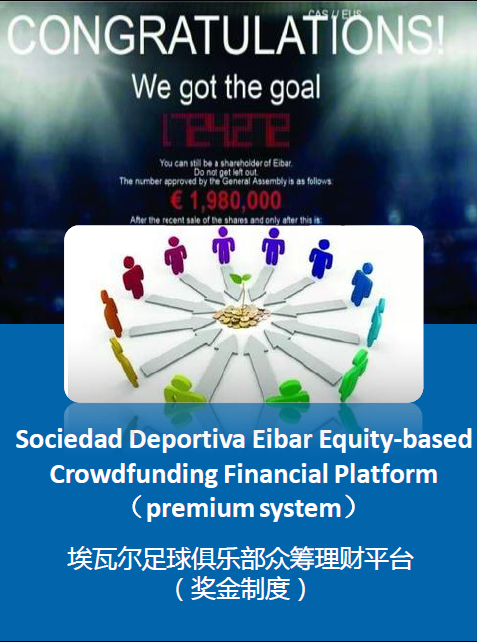 CAS // EUS
CONGRATULATIONS!
We got the goal
You can still be a shareholder of Eibar.
Do not get left out.
The number approved by the General Assembly is as follows:
€ 1,980,000
After the recent sale of the shares and only after this is:
Sociedad Deportiva Eibar Equity-based
Crowdfunding Financial Platform
（premium system）
埃瓦尔足球俱乐部众筹理财平台
（奖金制度）